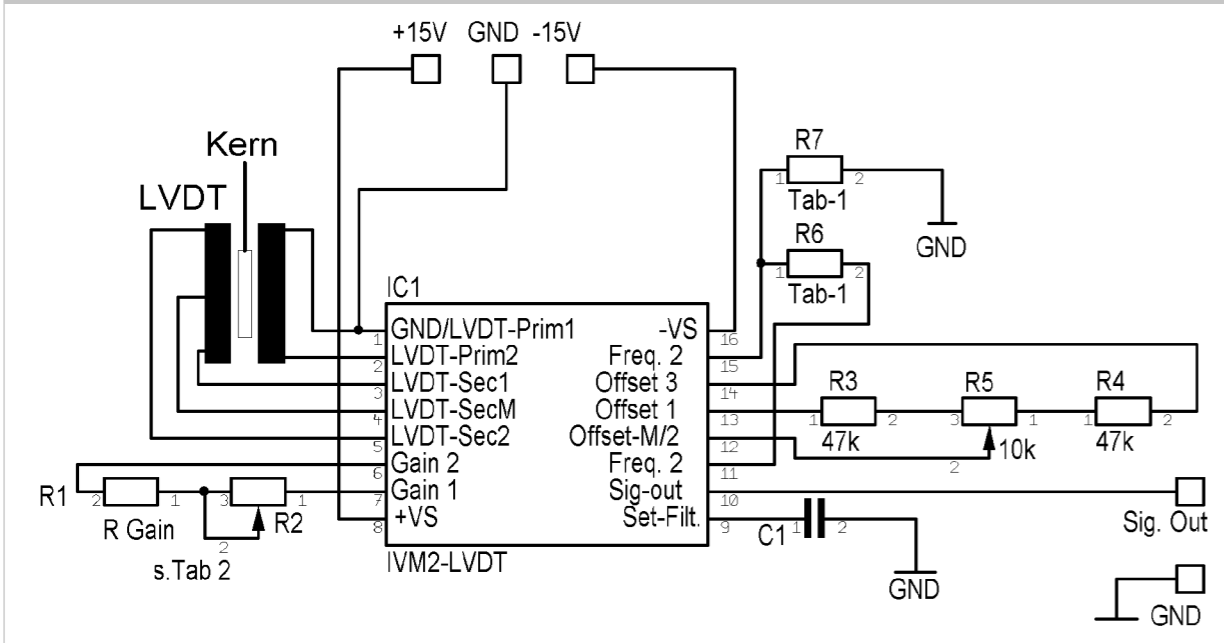 +15V GND -15V
Kern
LVDT
R7
1 2
Tab-1
GND
R6
1 2
Tab-1
IC1
GND/LVDT-Prim1
LVDT-Prim2
LVDT-Sec1
LVDT-SecM
LVDT-Sec2
Gain 2
Gain 1
+VS
1
2
3
4
5
6
7
8
-VS
Freq. 2
Offset 3
Offset 1
Offset-M/2
Freq. 2
Sig-out
Set-Filt.
16
15
14
13
12
11
10
9
IVM2-LVDT
R3
1 2
47k
R5
3 1
10k
2
R4
1 2
47k
R1
2 1
R Gain
3 1
R2
2
s.Tab 2
C1
1 2
GND
Sig. Out
GND